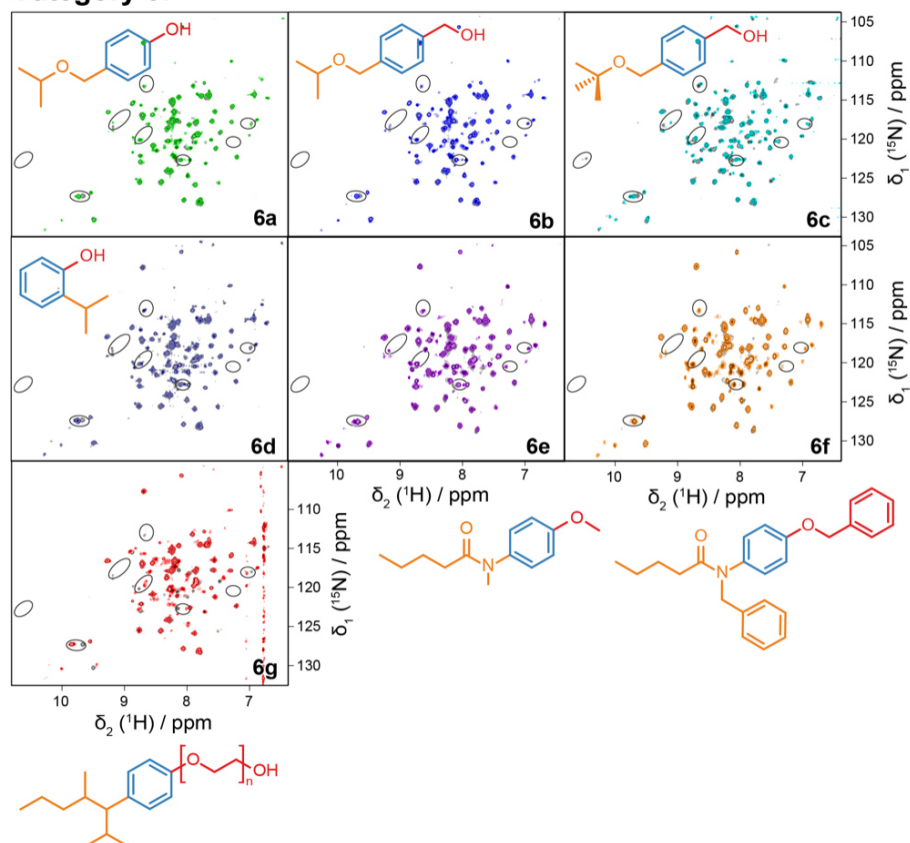 OH
O
6a
OH
O
6b
OH
O
6c
105
110
115
120
125
130
δ₁ (¹⁵N) / ppm
OH
6d
6e
6f
105
110
115
120
125
130
δ₁ (¹⁵N) / ppm
10 9 8 7
δ₂ (¹H) / ppm
10 9 8 7
δ₂ (¹H) / ppm
6g
110
115
120
125
130
δ₁ (¹⁵N) / ppm
10 9 8 7
δ₂ (¹H) / ppm
O
N
O
O
N
O
O
OH
n